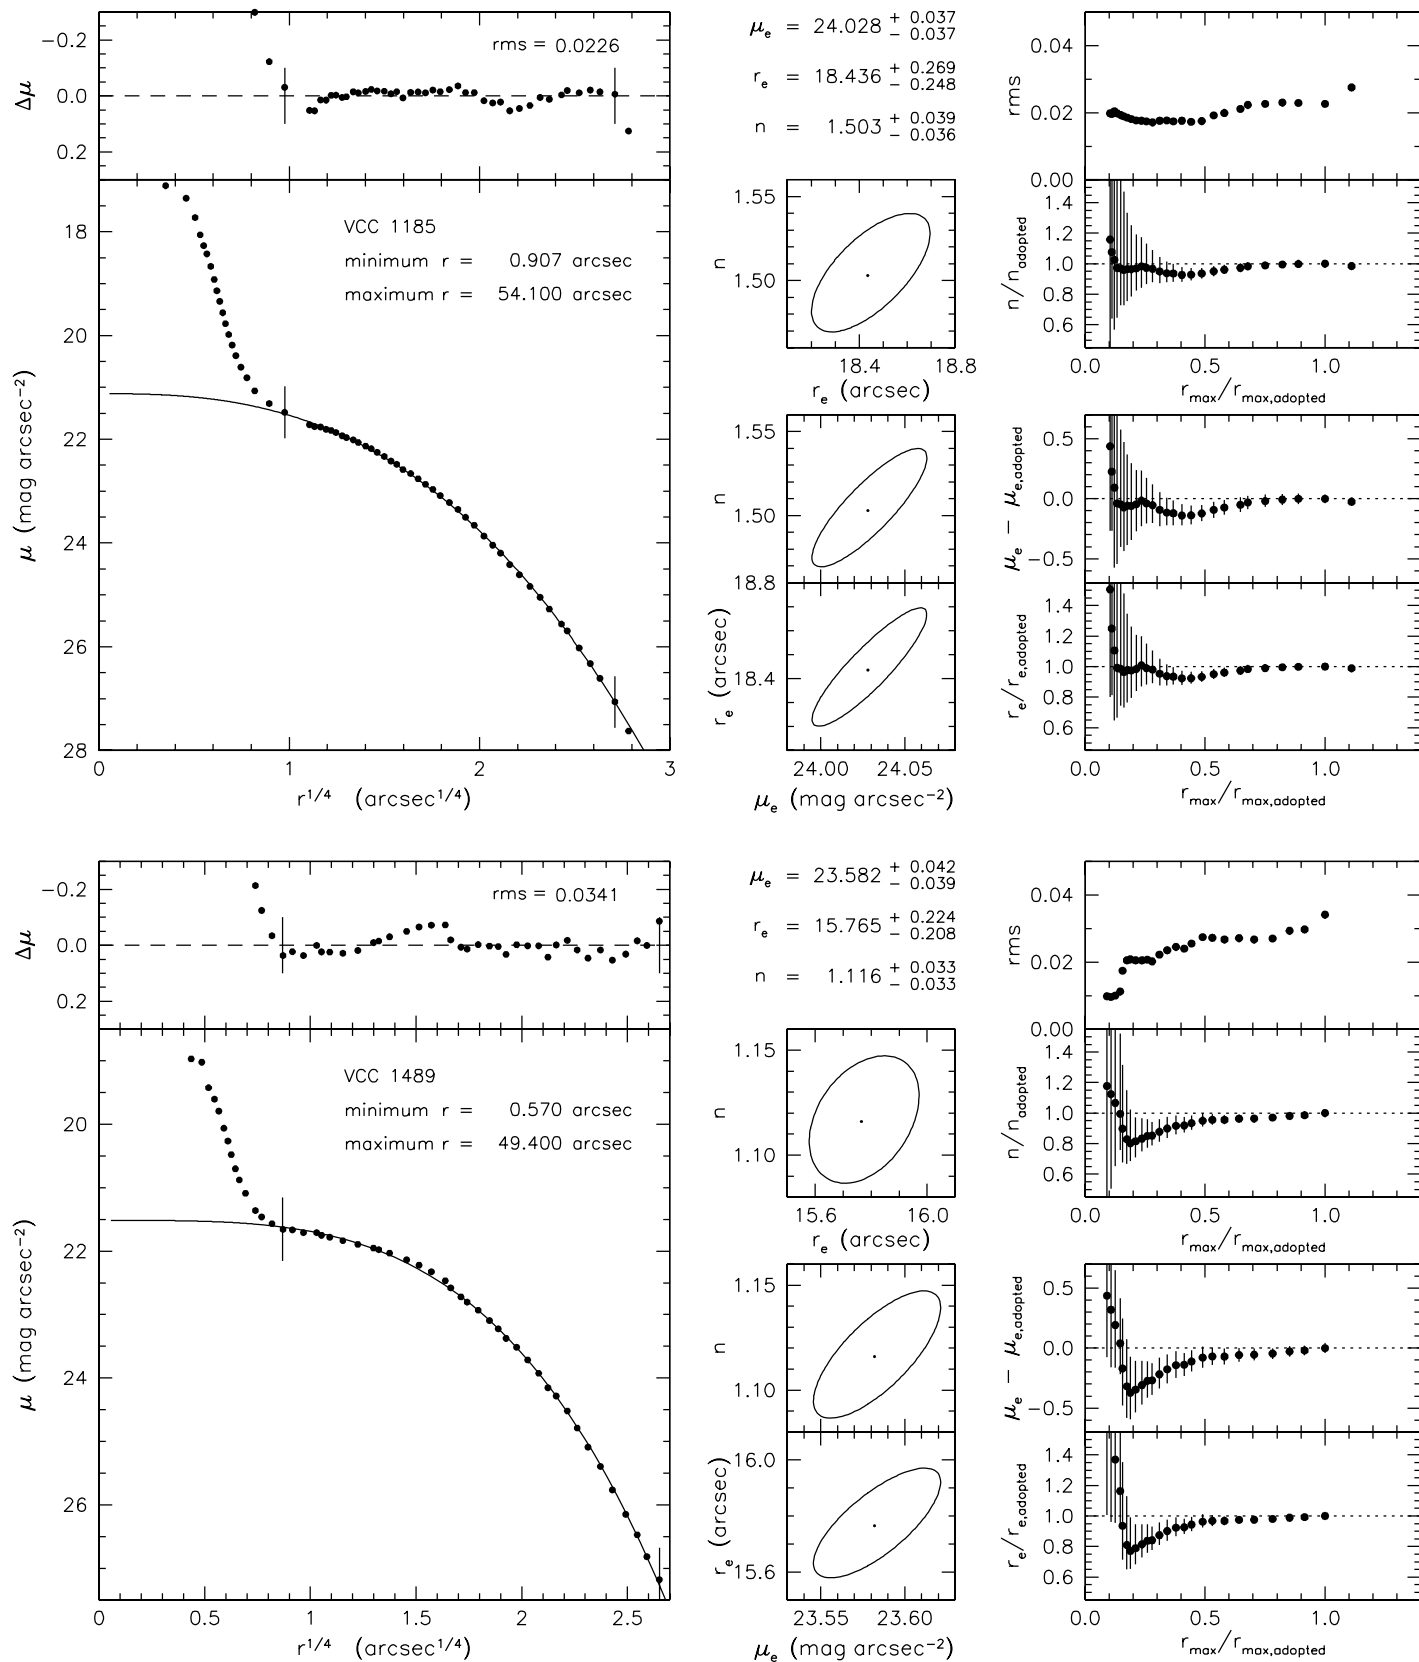 rms = 0.0226
−0.2
0.0
0.2
Δμ
VCC 1185
minimum r = 0.907 arcsec
maximum r = 54.100 arcsec
18
20
22
24
26
28
μ (mag arcsec−2)
0 1 2 3
r1/4 (arcsec1/4)
μe = 24.028 + 0.037 − 0.037
re = 18.436 + 0.269 − 0.248
n = 1.503 + 0.039 − 0.036
1.55
1.50
n
18.4 18.8
re (arcsec)
1.55
1.50
n
18.8
18.4
re (arcsec)
24.00 24.05
μe (mag arcsec−2)
0.04
0.02
0.00
rms
1.4
1.2
1.0
0.8
0.6
n/nadopted
0.0 0.5 1.0
rmax/rmax,adopted
0.5
0.0
−0.5
μe − μe,adopted
1.4
1.2
1.0
0.8
0.6
re/re,adopted
0.0 0.5 1.0
rmax/rmax,adopted
rms = 0.0341
−0.2
0.0
0.2
Δμ
VCC 1489
minimum r = 0.570 arcsec
maximum r = 49.400 arcsec
20
22
24
26
μ (mag arcsec−2)
0 0.5 1 1.5 2 2.5
r1/4 (arcsec1/4)
μe = 23.582 + 0.042 − 0.039
re = 15.765 + 0.224 − 0.208
n = 1.116 + 0.033 − 0.033
1.15
1.10
n
15.6 16.0
re (arcsec)
1.15
1.10
n
16.0
15.6
re (arcsec)
23.55 23.60
μe (mag arcsec−2)
0.04
0.02
0.00
rms
1.4
1.2
1.0
0.8
0.6
n/nadopted
0.0 0.5 1.0
rmax/rmax,adopted
0.5
0.0
−0.5
μe − μe,adopted
1.4
1.2
1.0
0.8
0.6
re/re,adopted
0.0 0.5 1.0
rmax/rmax,adopted